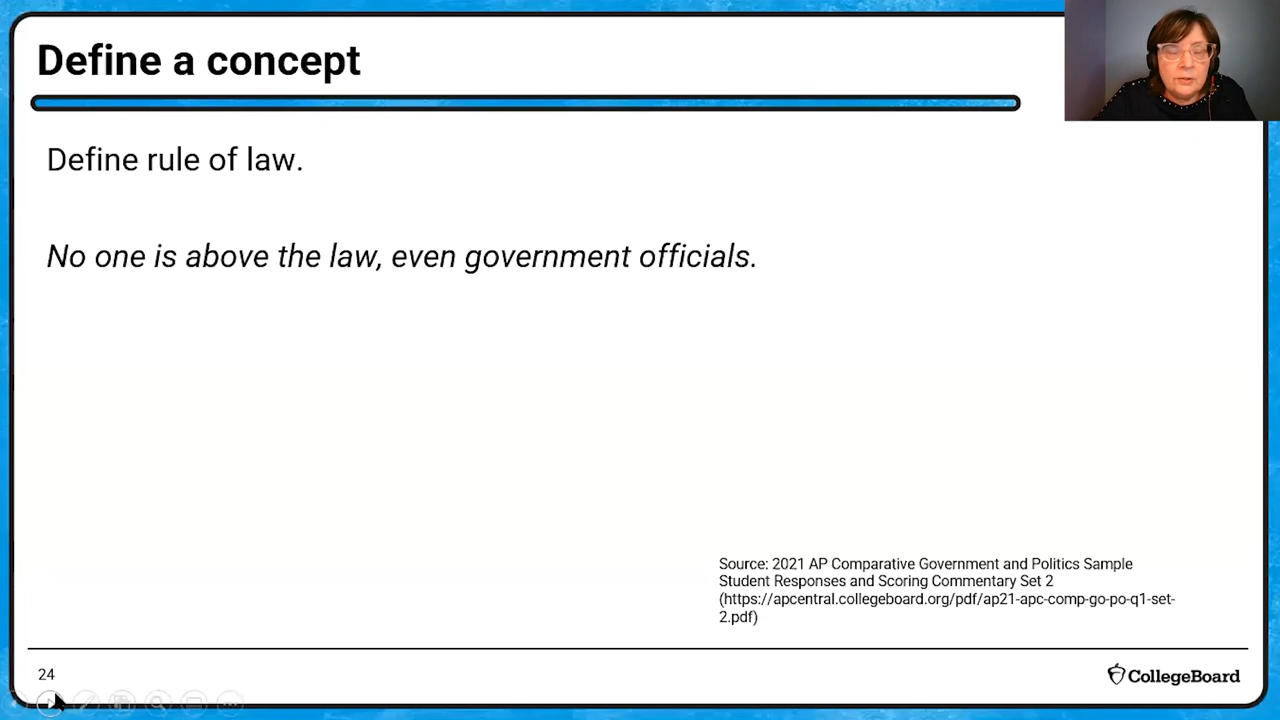 Define a concept
Define rule of law.
No one is above the law, even government officials.
Source: 2021 AP Comparative Government and Politics Sample
Student Responses and Scoring Commentary Set 2
(https://apcentral.collegeboard.org/pdf/ap21-apc-comp-go-po-q1-set-
2.pdf)
24
CollegeBoard